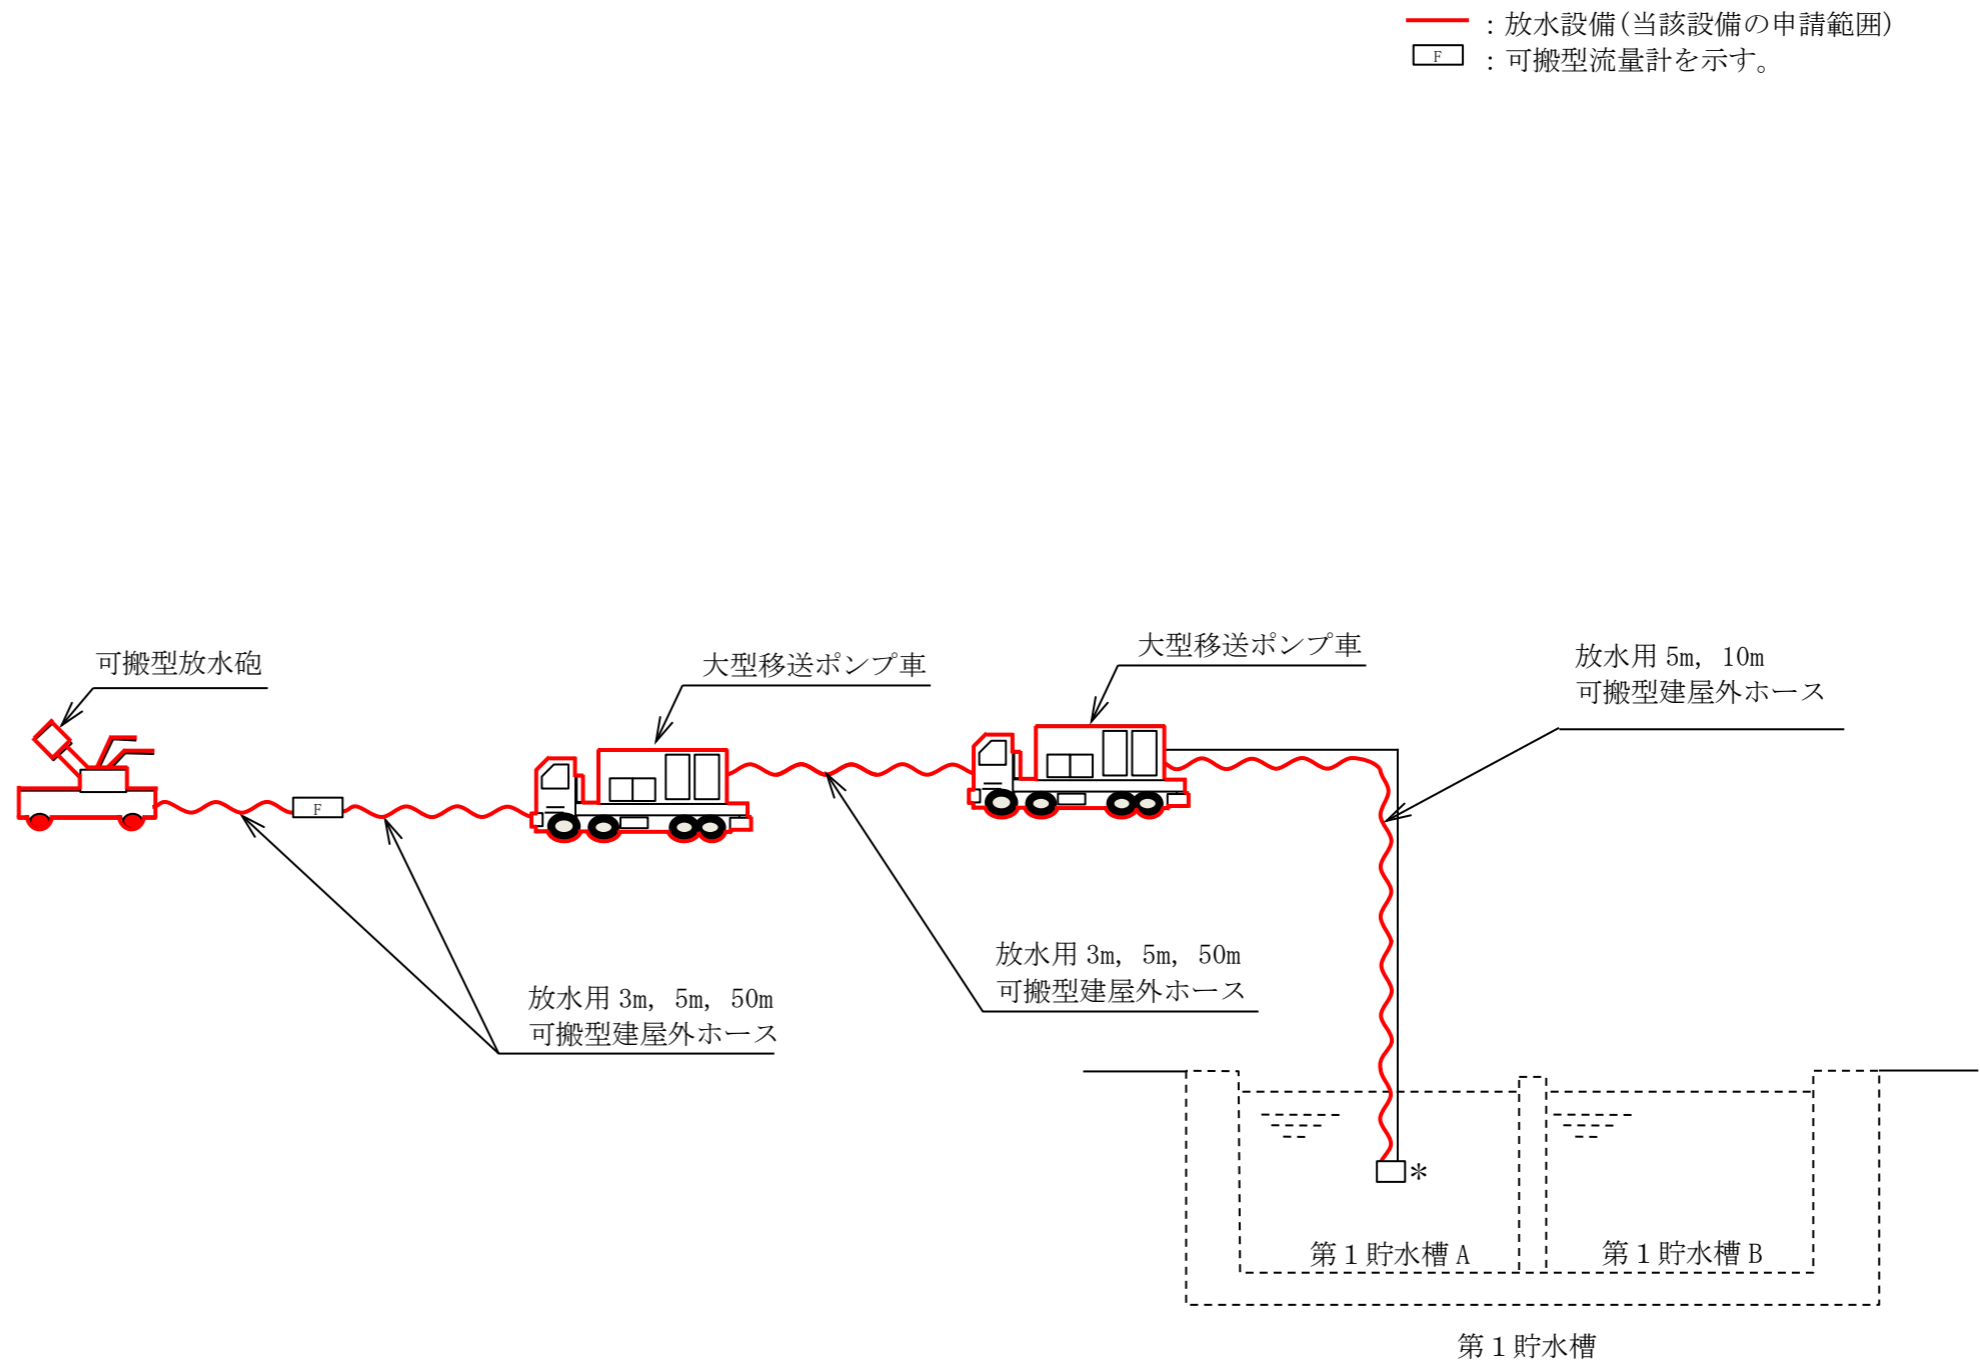 ：放水設備(当該設備の申請範囲)
F ：可搬型流量計を示す。
可搬型放水砲
大型移送ポンプ車
大型移送ポンプ車
放水用 5m, 10m
可搬型建屋外ホース
F
放水用 3m, 5m, 50m
可搬型建屋外ホース
放水用 3m, 5m, 50m
可搬型建屋外ホース
＊
第１貯水槽 A
第１貯水槽 B
第１貯水槽